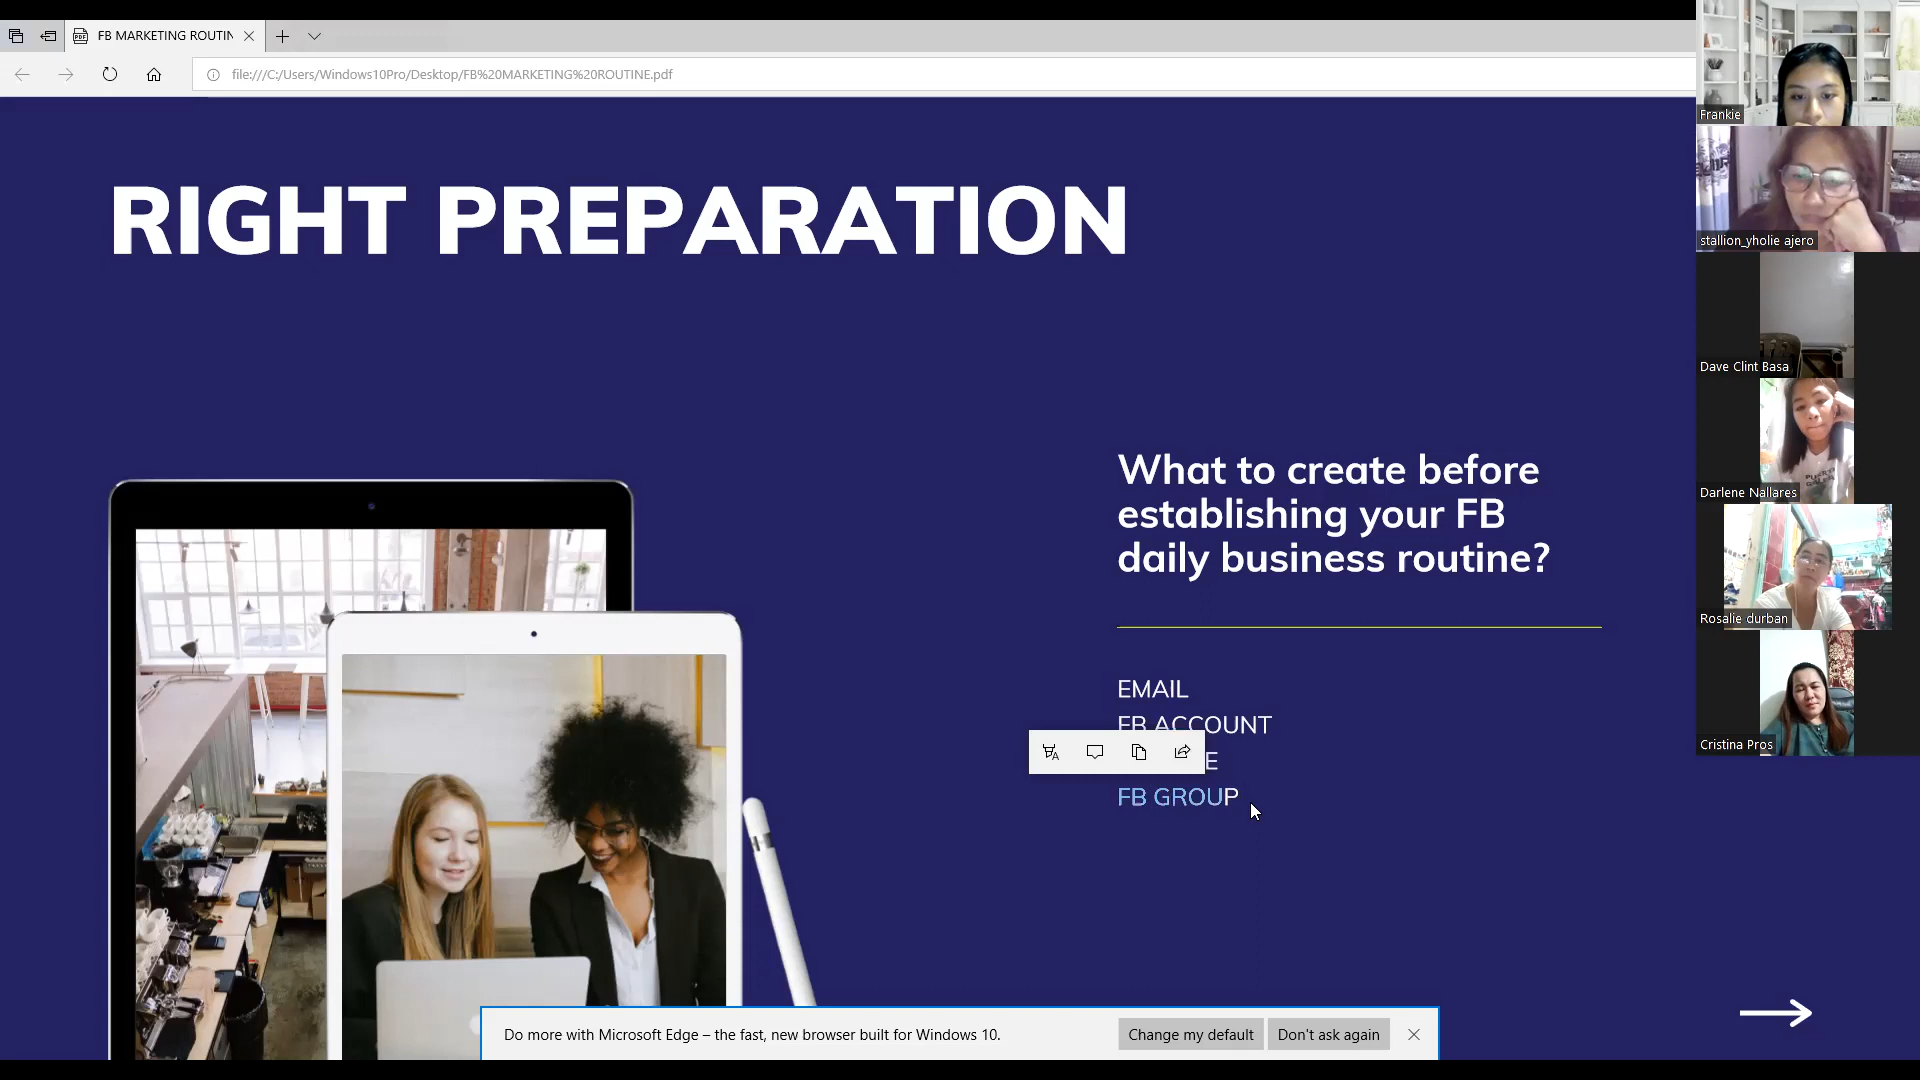 FB MARKETING ROUTIN
file:///C:/Users/Windows10Pro/Desktop/FB%20MARKETING%20ROUTINE.pdf
RIGHT PREPARATION
What to create before
establishing your FB
daily business routine?
EMAIL
FB ACCOUNT
E
FB GROUP
Do more with Microsoft Edge – the fast, new browser built for Windows 10.
Change my default
Don't ask again
Frankie
stallion_yholie ajero
Dave Clint Basa
Darlene Nallares
Rosalie durban
Cristina Pros